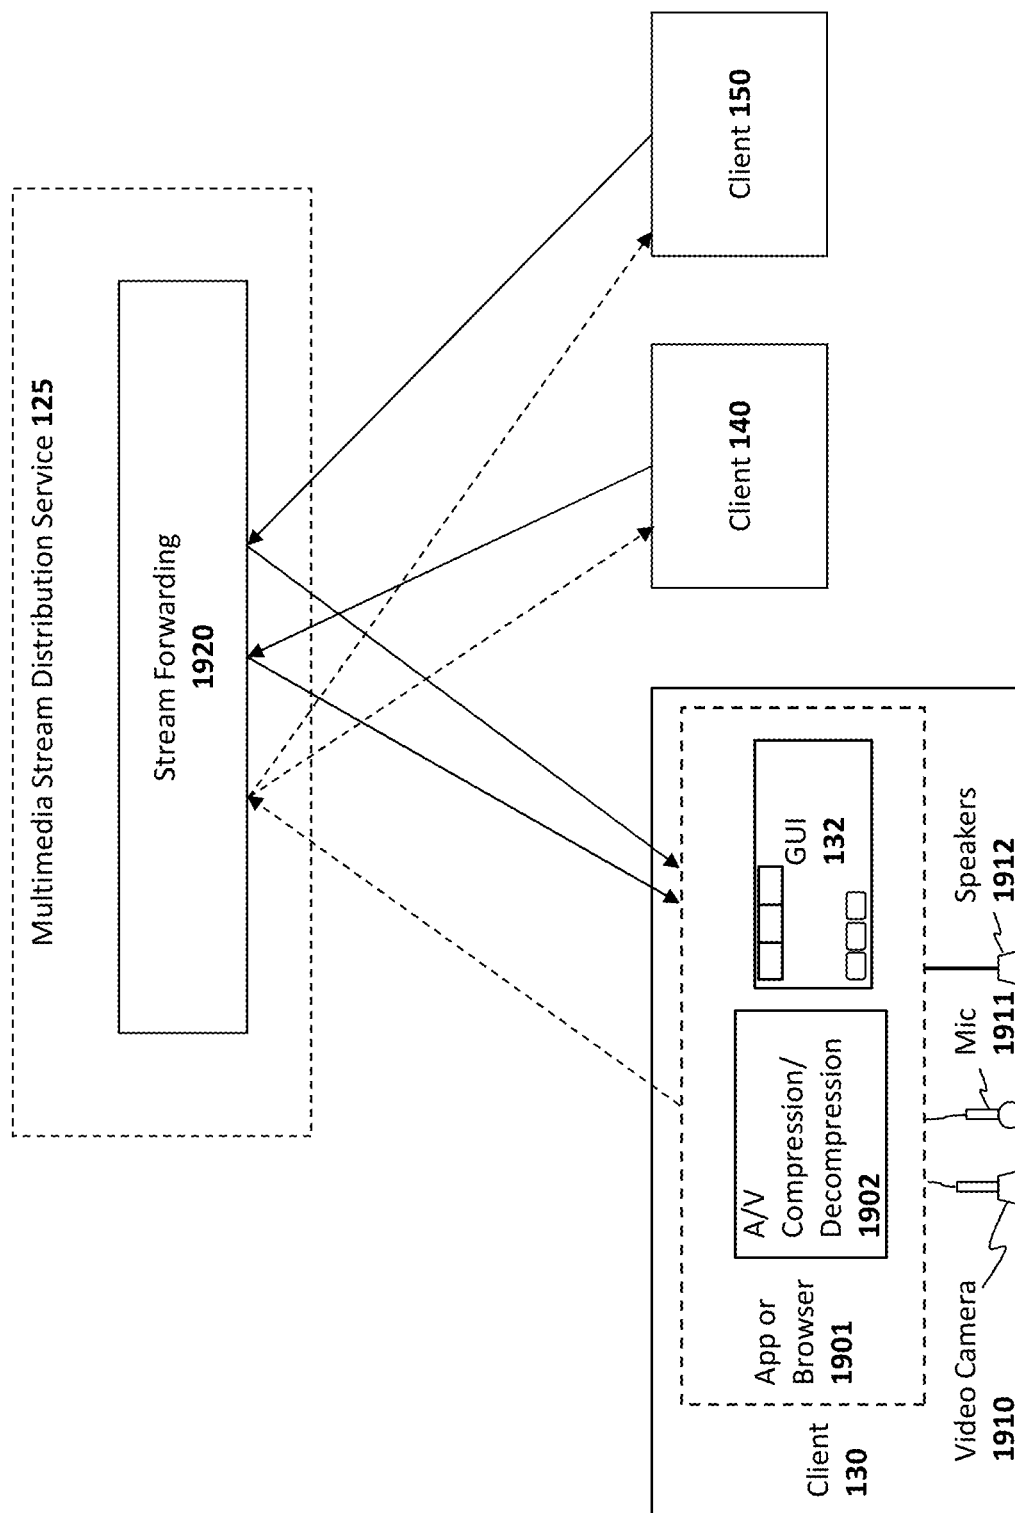 Multimedia Stream Distribution Service 125
Stream Forwarding
1920
Client
130
App or
Browser
1901
A/V
Compression/
Decompression
1902
GUI
132
Client 140
Client 150
Video Camera
1910
Mic
1911
Speakers
1912